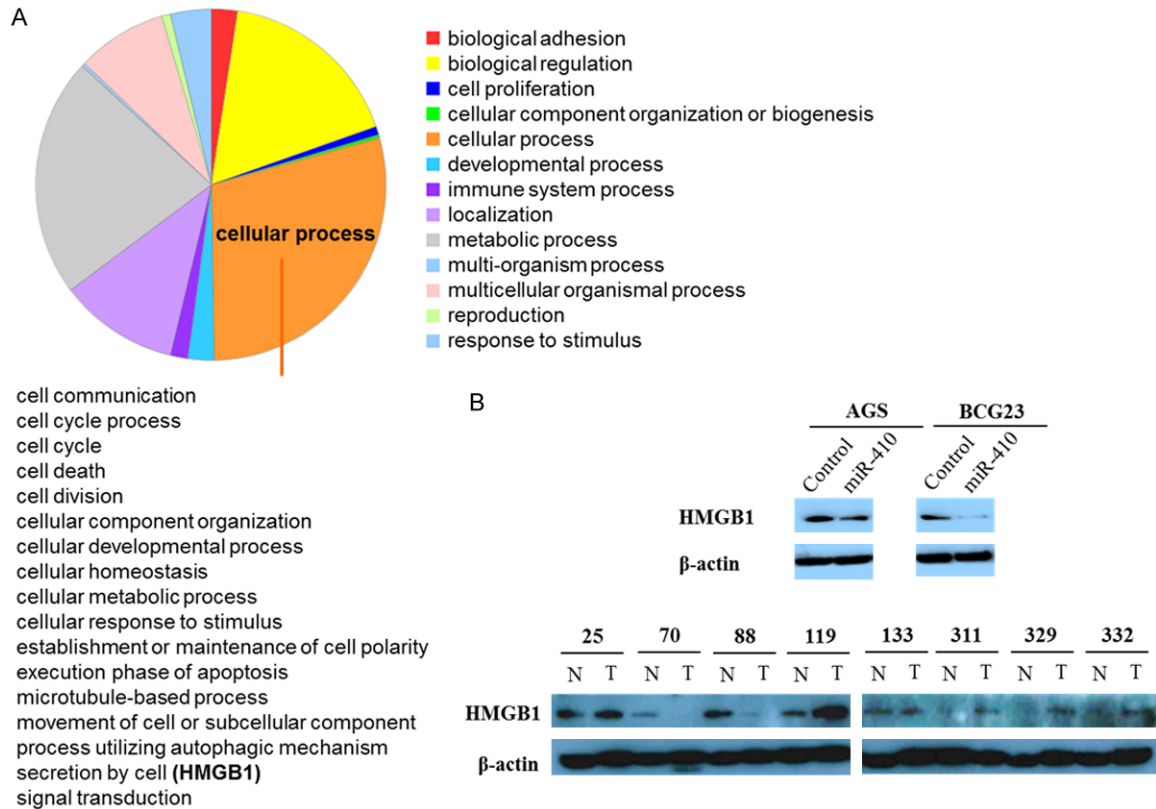 A
biological adhesion
biological regulation
cell proliferation
cellular component organization or biogenesis
cellular process
developmental process
immune system process
localization
metabolic process
multi-organism process
multicellular organismal process
reproduction
response to stimulus
cellular process
cell communication
cell cycle process
cell cycle
cell death
cell division
cellular component organization
cellular developmental process
cellular homeostasis
cellular metabolic process
cellular response to stimulus
establishment or maintenance of cell polarity
execution phase of apoptosis
microtubule-based process
movement of cell or subcellular component
process utilizing autophagic mechanism
secretion by cell (HMGB1)
signal transduction
B
AGS BCG23
Control miR-410 Control miR-410
HMGB1
β-actin
25 70 88 119 133 311 329 332
N T N T N T N T N T N T N T N T
HMGB1
β-actin